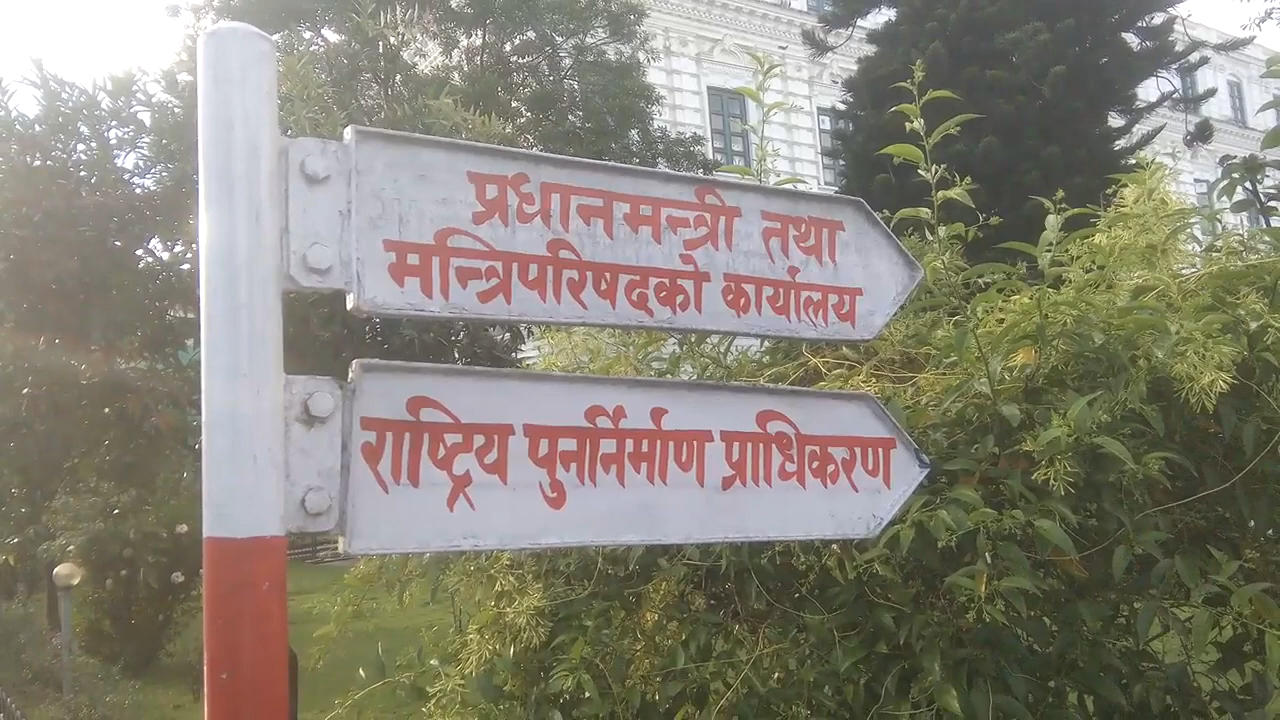 प्रधानमन्त्री तथा
मन्त्रिपरिषदको कार्यालय
राष्ट्रिय पुनर्निर्माण प्राधिकरण